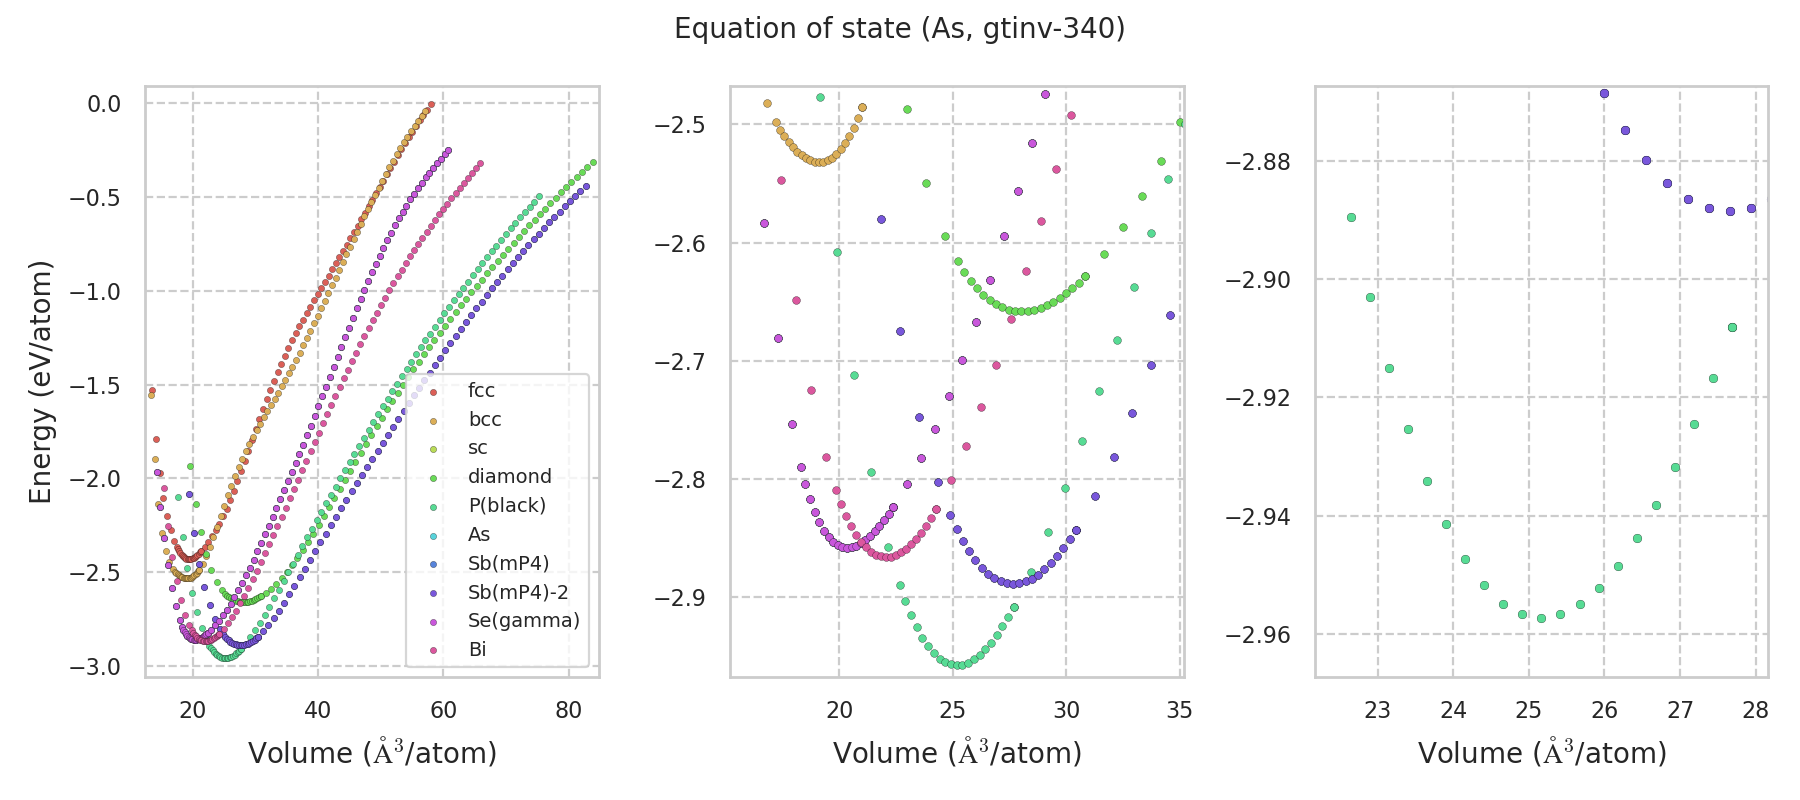 Equation of state (As, gtinv-340)
Energy (eV/atom)
0.0
−0.5
−1.0
−1.5
−2.0
−2.5
−3.0
20 40 60 80
Volume (Å³/atom)
fcc
bcc
sc
diamond
P(black)
As
Sb(mP4)
Sb(mP4)-2
Se(gamma)
Bi
−2.5
−2.6
−2.7
−2.8
−2.9
20 25 30 35
Volume (Å³/atom)
−2.88
−2.90
−2.92
−2.94
−2.96
23 24 25 26 27 28
Volume (Å³/atom)